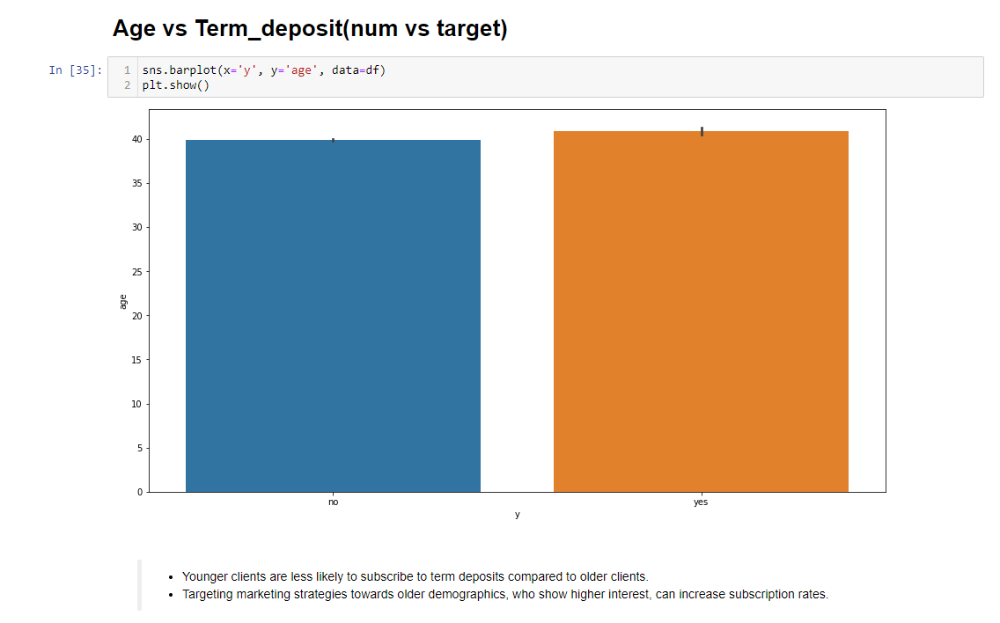 Age vs Term_deposit(num vs target)
In [35]:
1 sns.barplot(x='y', y='age', data=df)
2 plt.show()
40
35
30
25
20
15
10
5
0
age
no
yes
y
• Younger clients are less likely to subscribe to term deposits compared to older clients.
• Targeting marketing strategies towards older demographics, who show higher interest, can increase subscription rates.